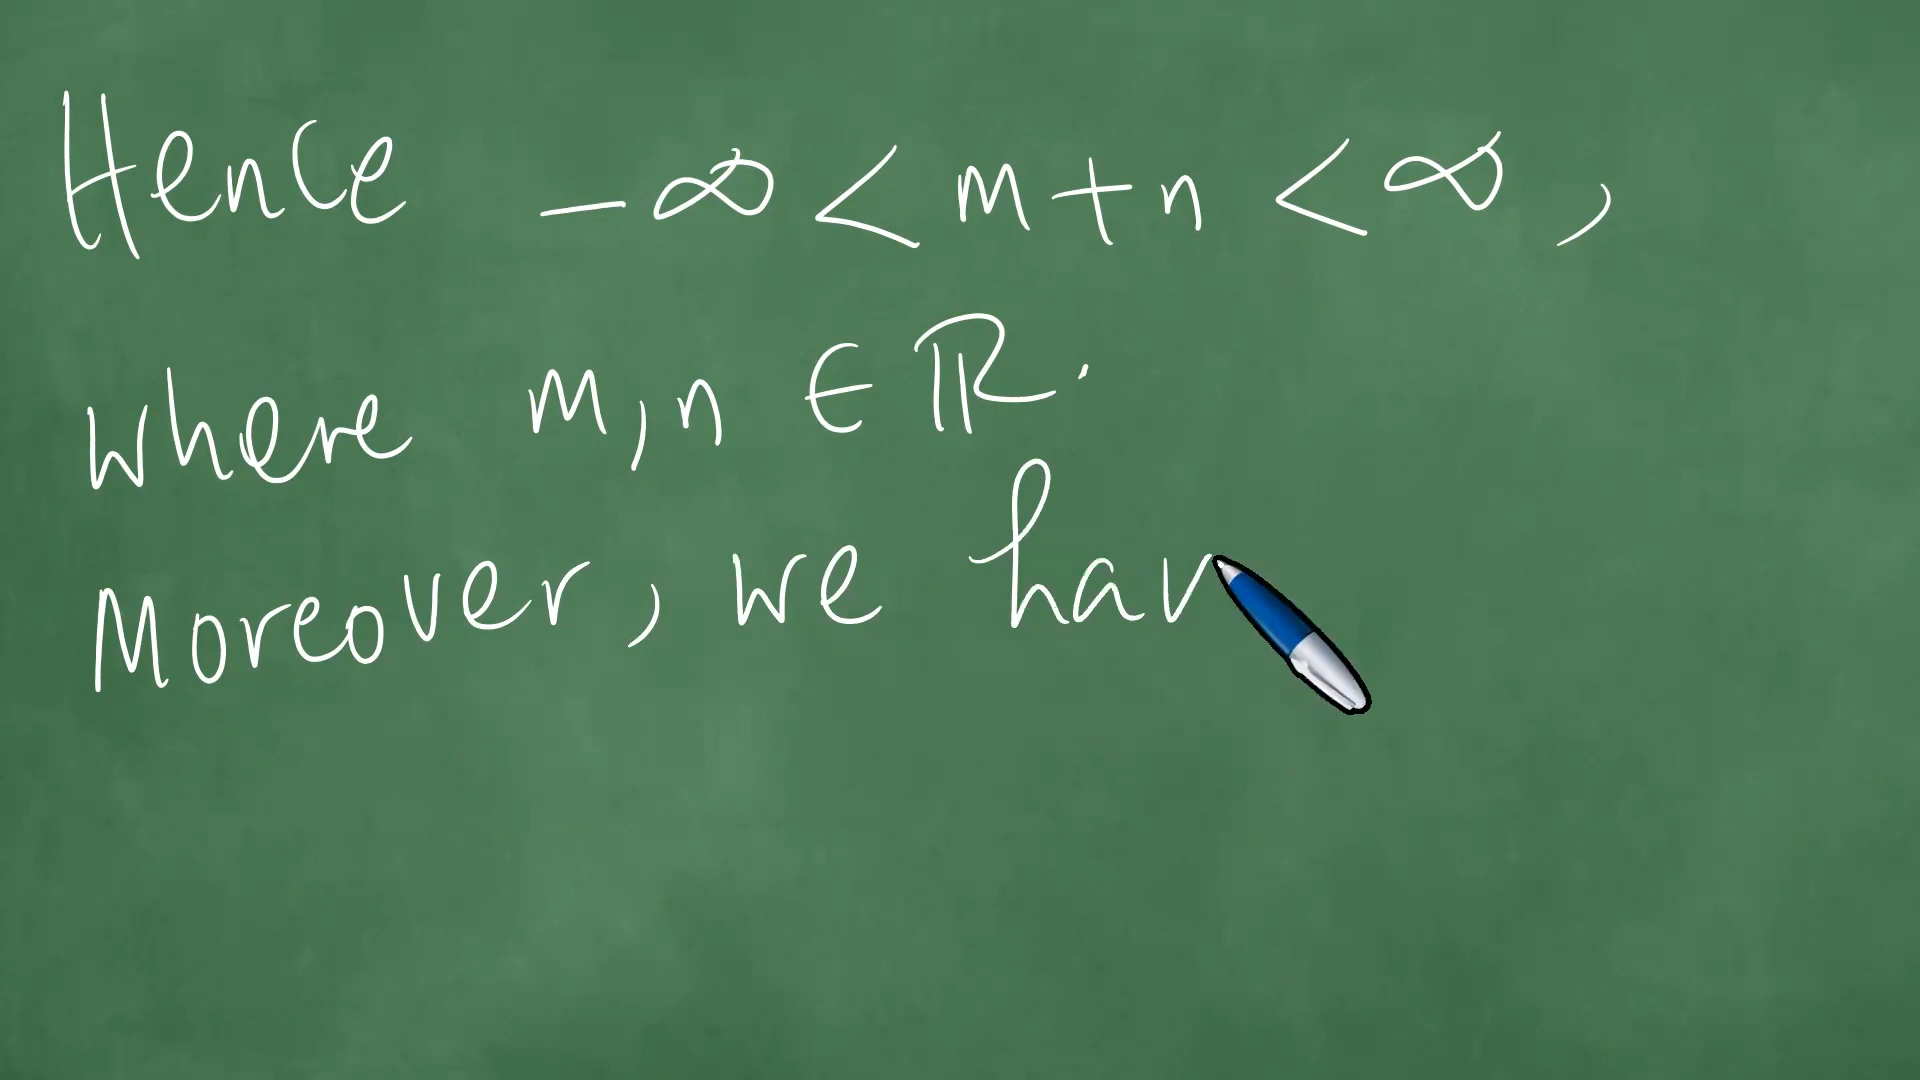 Hence -∞ < m+n < ∞,
where m,n ∈ ℝ.
Moreover, we hav